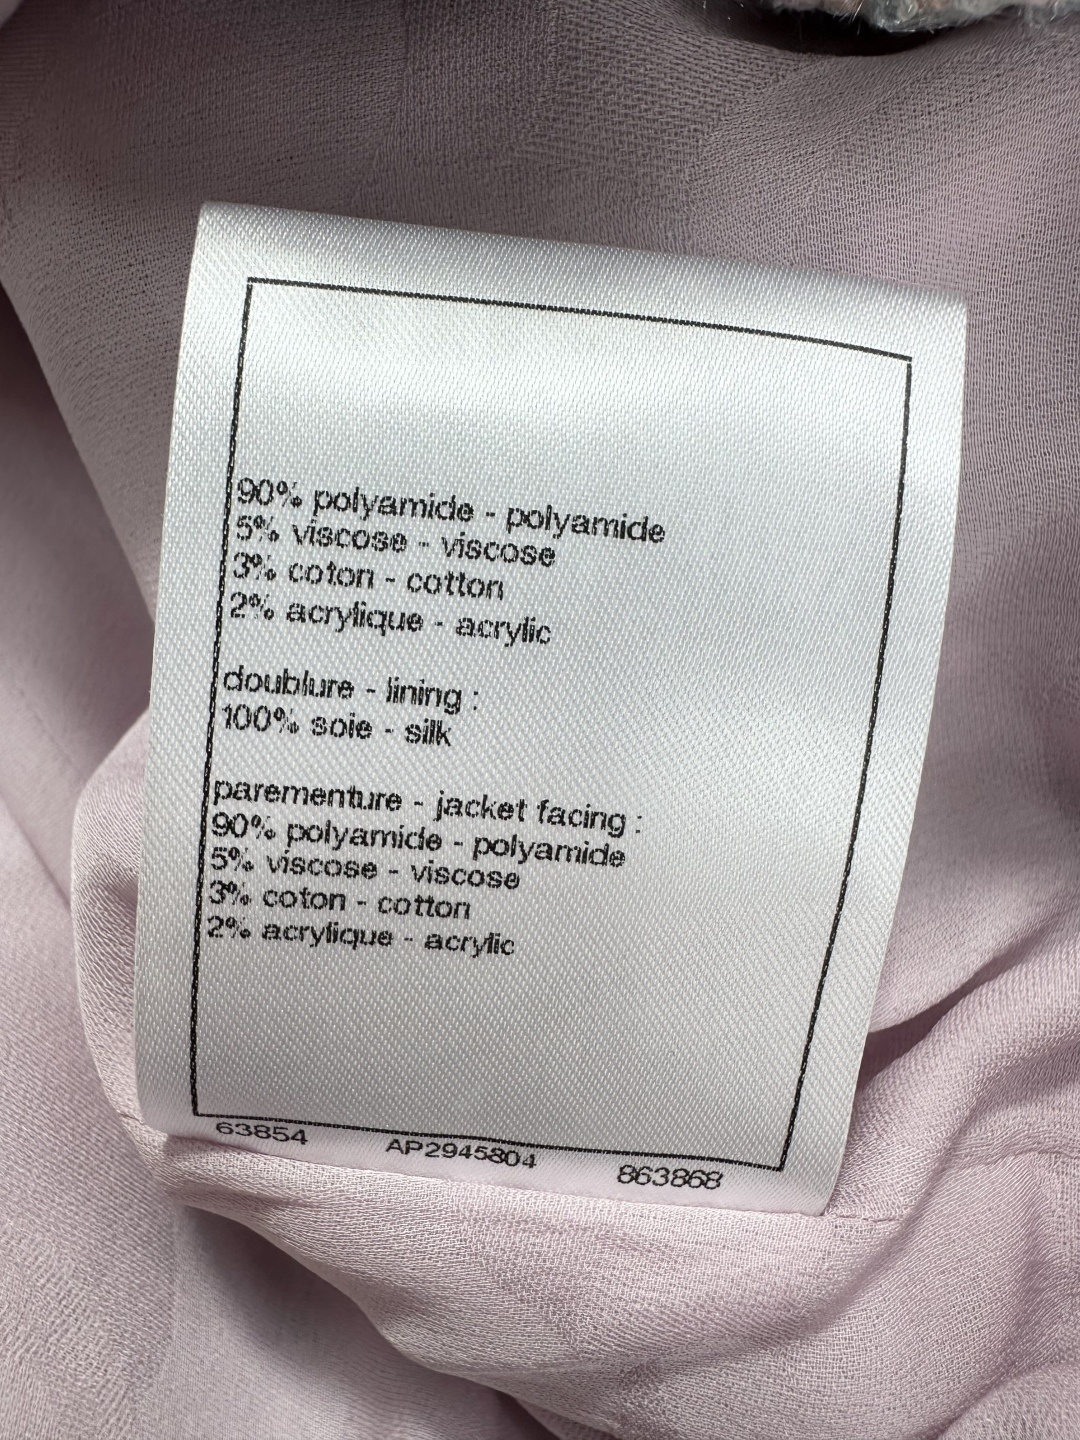 90% polyamide - polyamide
5% viscose - viscose
3% coton - cotton
2% acrylique - acrylic
doublure - lining :
100% soie - silk
parementure - jacket facing :
90% polyamide - polyamide
5% viscose - viscose
3% coton - cotton
2% acrylique - acrylic
63854 AP2945804 863868